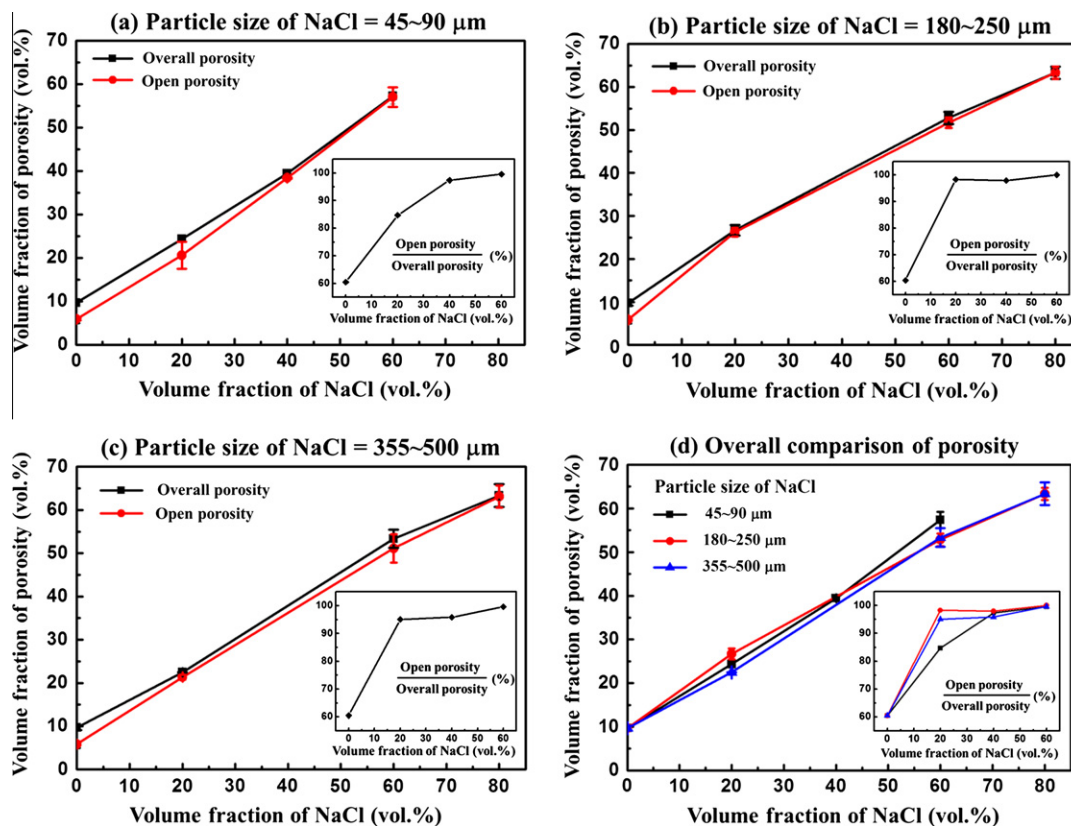 (a) Particle size of NaCl = 45~90 μm
70
60
50
40
30
20
10
0
Volume fraction of porosity (vol.%)
Overall porosity
Open porosity
100
90
80
70
60
Open porosity
Overall porosity (%)
0 10 20 30 40 50 60
Volume fraction of NaCl (vol.%)
0 10 20 30 40 50 60 70 80
Volume fraction of NaCl (vol.%)
(b) Particle size of NaCl = 180~250 μm
70
60
50
40
30
20
10
0
Volume fraction of porosity (vol.%)
Overall porosity
Open porosity
100
90
80
70
60
Open porosity
Overall porosity (%)
0 10 20 30 40 50 60
Volume fraction of NaCl (vol.%)
0 10 20 30 40 50 60 70 80
Volume fraction of NaCl (vol.%)
(c) Particle size of NaCl = 355~500 μm
70
60
50
40
30
20
10
0
Volume fraction of porosity (vol.%)
Overall porosity
Open porosity
100
90
80
70
60
Open porosity
Overall porosity (%)
0 10 20 30 40 50 60
Volume fraction of NaCl (vol.%)
0 10 20 30 40 50 60 70 80
Volume fraction of NaCl (vol.%)
(d) Overall comparison of porosity
70
60
50
40
30
20
10
0
Volume fraction of porosity (vol.%)
Particle size of NaCl
45~90 μm
180~250 μm
355~500 μm
100
90
80
70
60
Open porosity
Overall porosity (%)
0 10 20 30 40 50 60
Volume fraction of NaCl (vol.%)
0 10 20 30 40 50 60 70 80
Volume fraction of NaCl (vol.%)